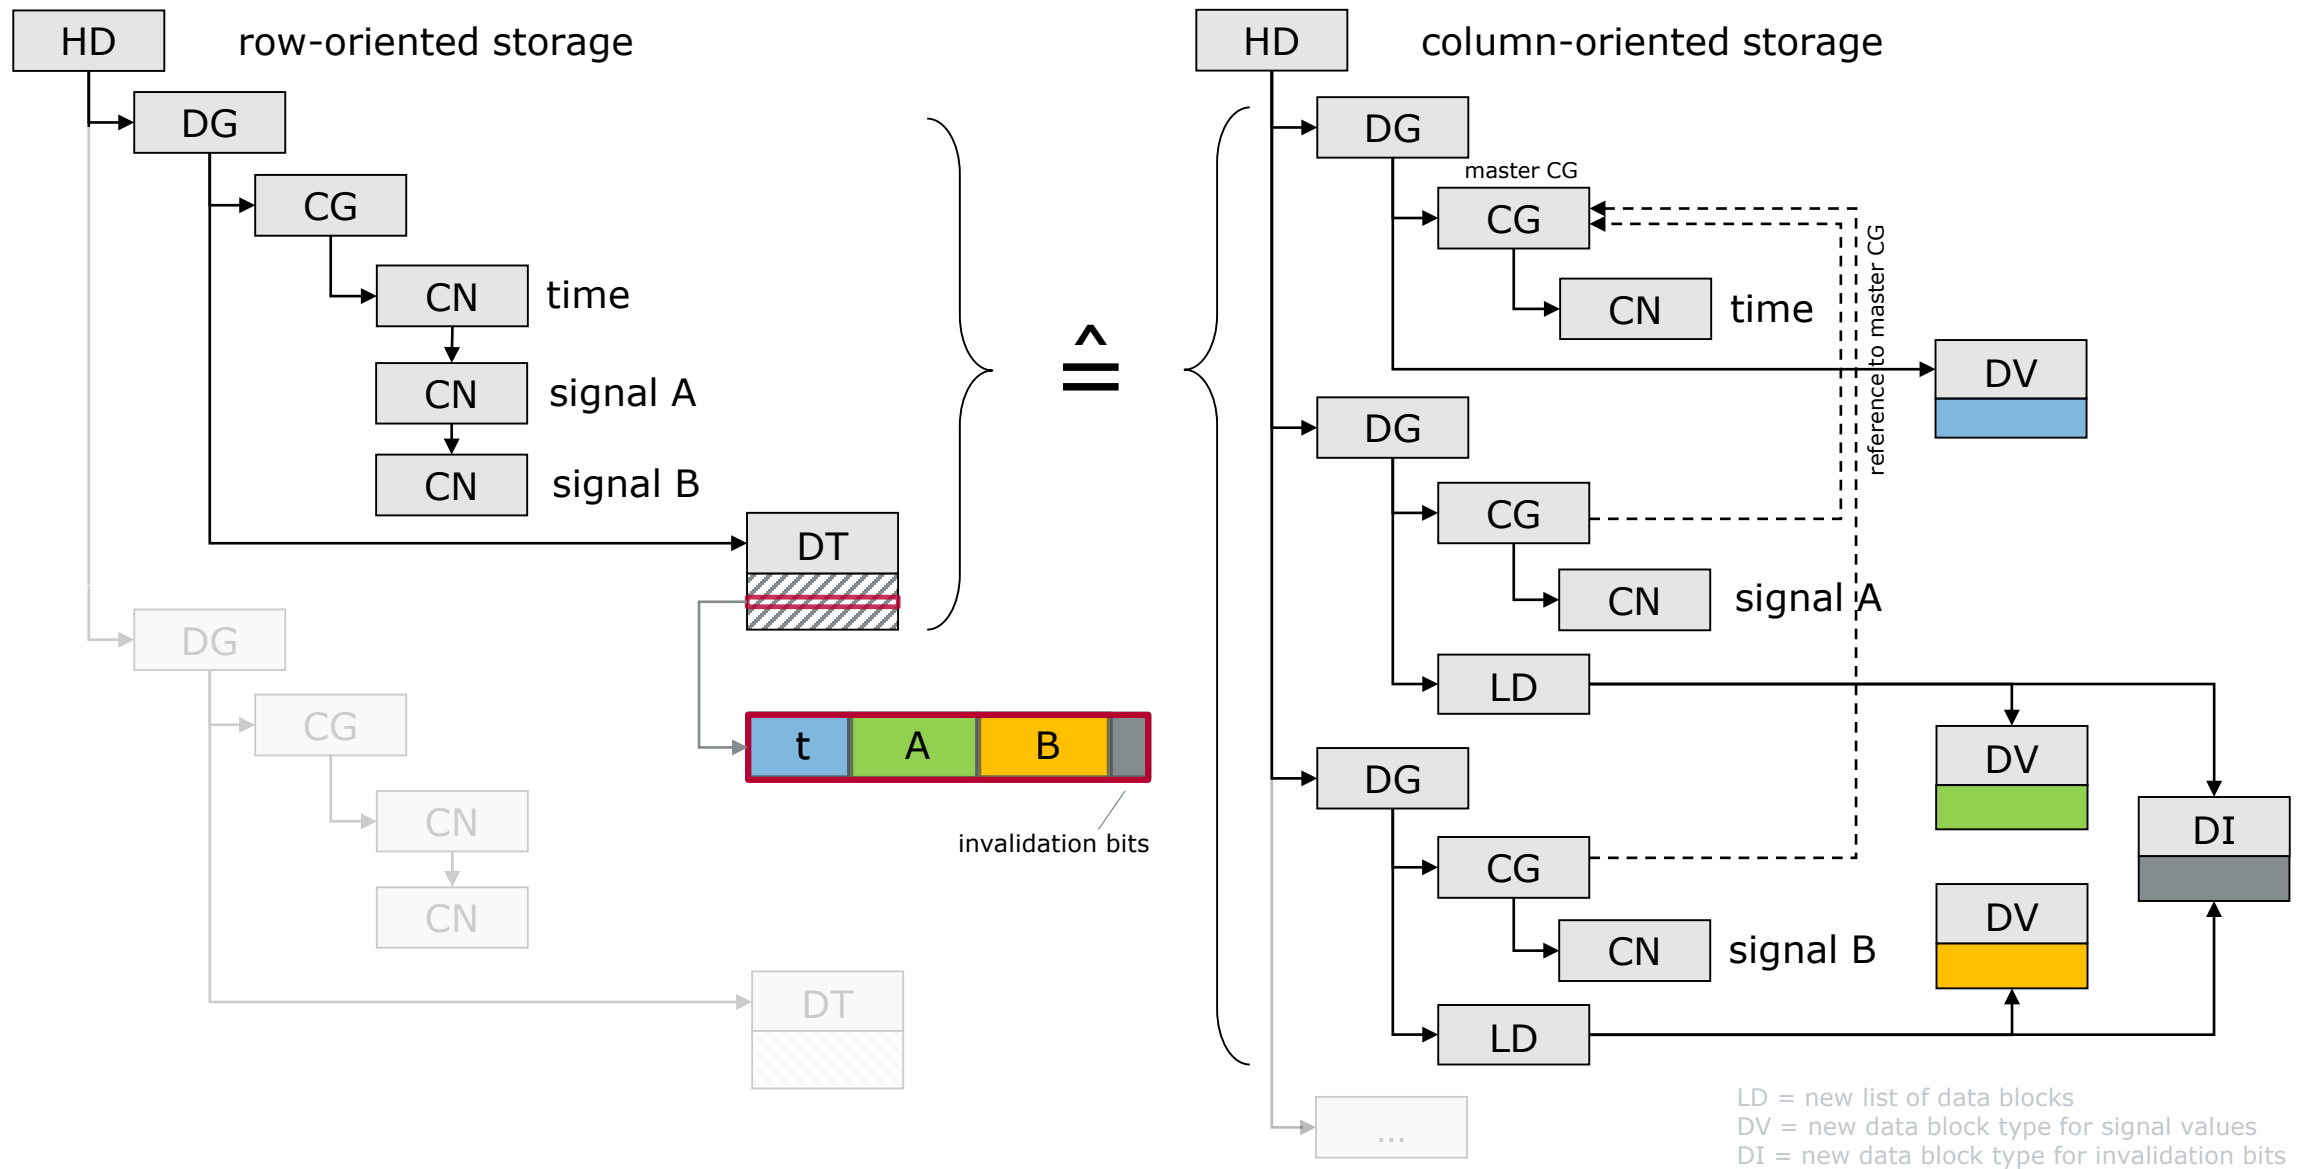 HD
row-oriented storage
DG
CG
CN
time
CN
signal A
CN
signal B
DT
t
A
B
invalidation bits
DG
CG
CN
CN
DT
≙
HD
column-oriented storage
DG
master CG
CG
CN
time
reference to master CG
DV
DG
CG
CN
signal A
LD
DV
DI
DG
CG
CN
signal B
DV
LD
...
LD = new list of data blocks
DV = new data block type for signal values
DI = new data block type for invalidation bits